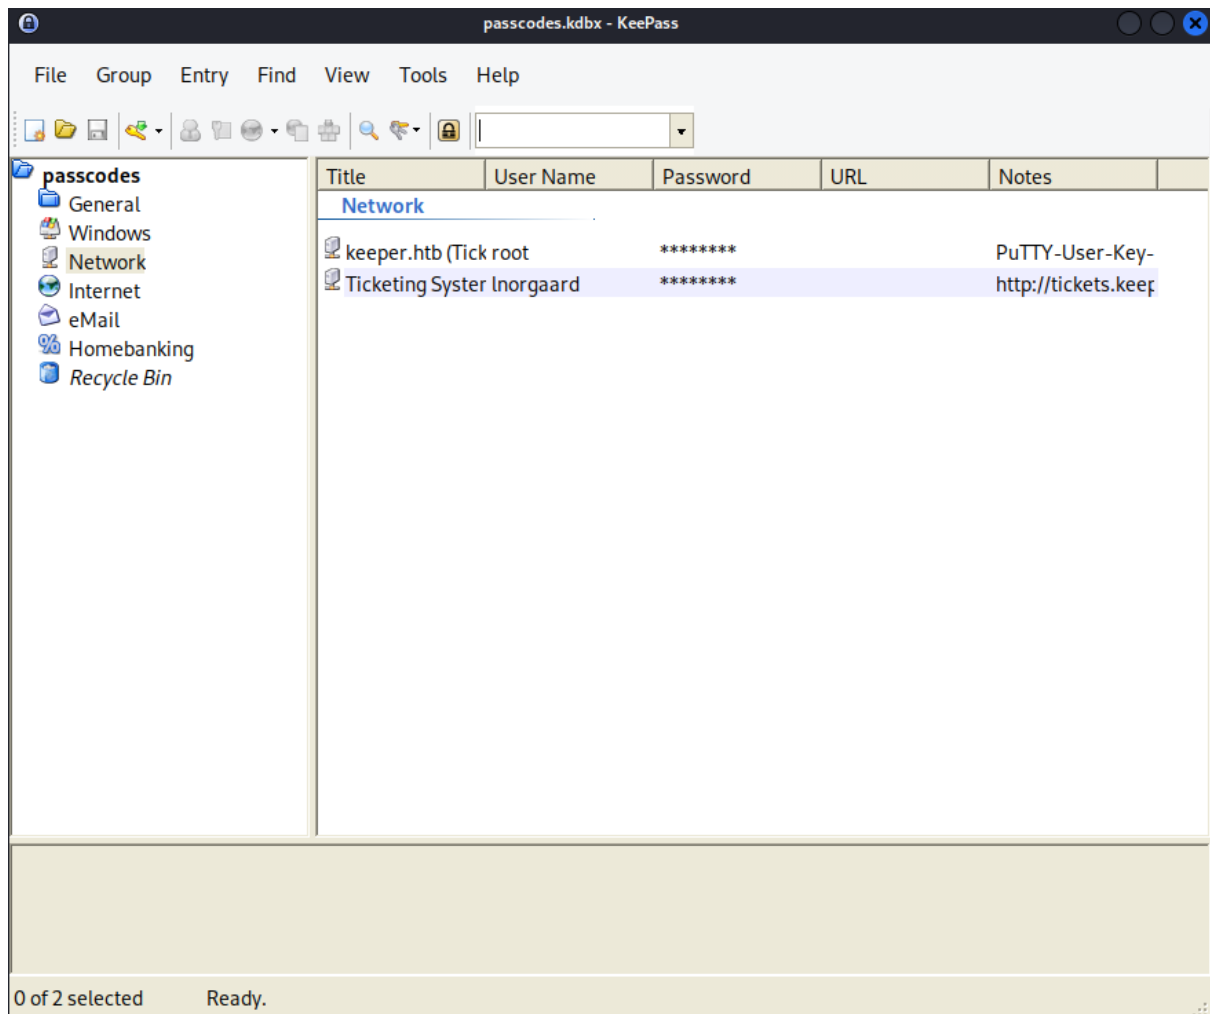 passcodes.kdbx - KeePass
File Group Entry Find View Tools Help
passcodes
General
Windows
Network
Internet
eMail
Homebanking
Recycle Bin
Title User Name Password URL Notes
Network
keeper.htb (Tick root ******** PuTTY-User-Key-
Ticketing Syster lnorgaard ******** http://tickets.keep
0 of 2 selected Ready.